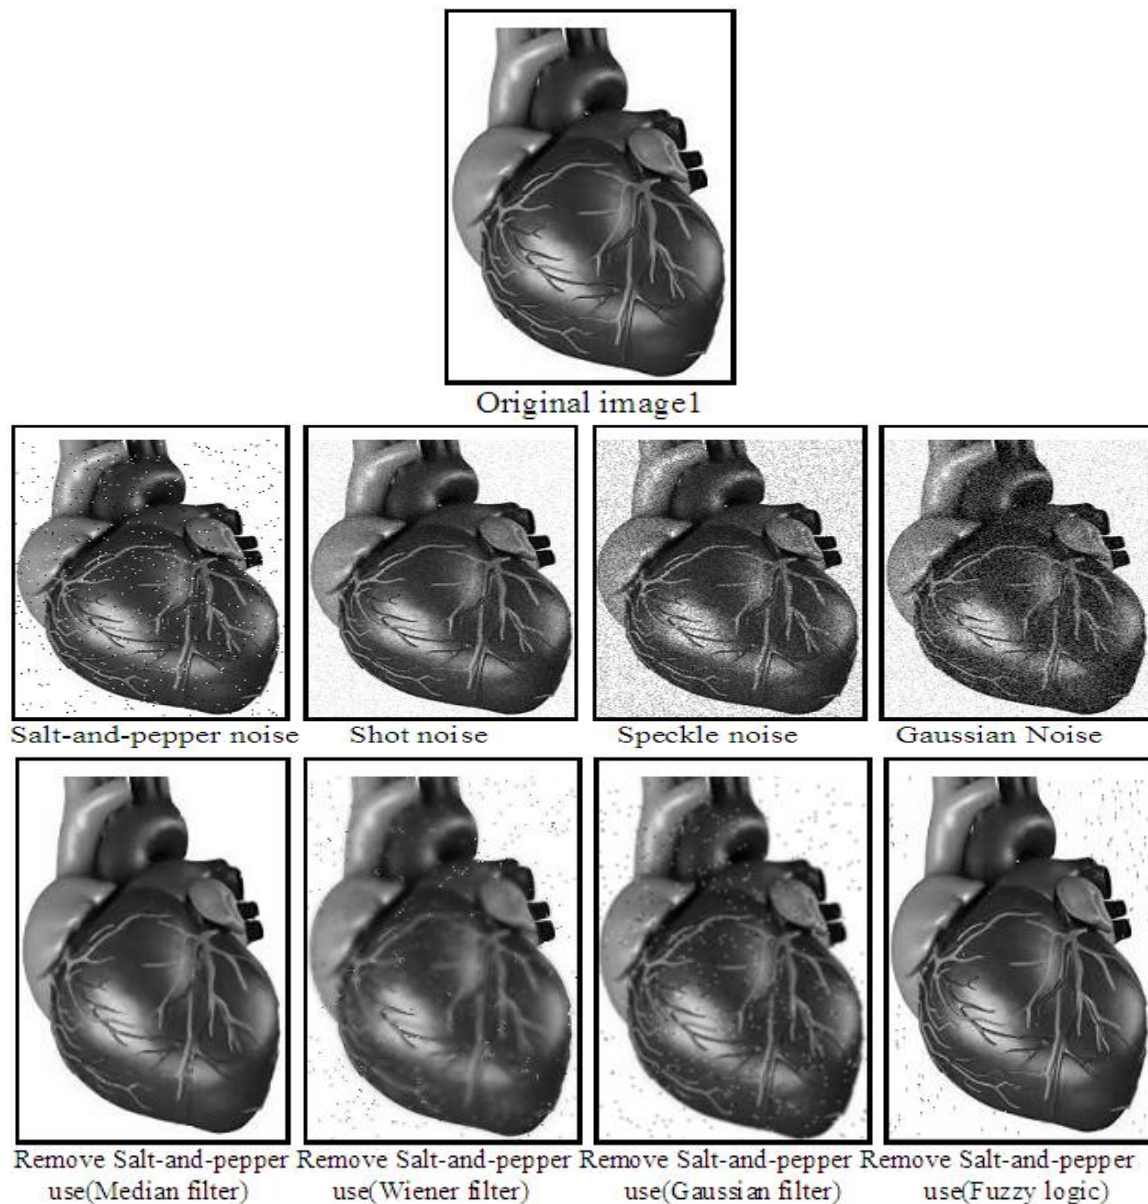 Original image1
Salt-and-pepper noise Shot noise Speckle noise Gaussian Noise
Remove Salt-and-pepper Remove Salt-and-pepper Remove Salt-and-pepper Remove Salt-and-pepper
use(Median filter) use(Wiener filter) use(Gaussian filter) use(Fuzzy logic)